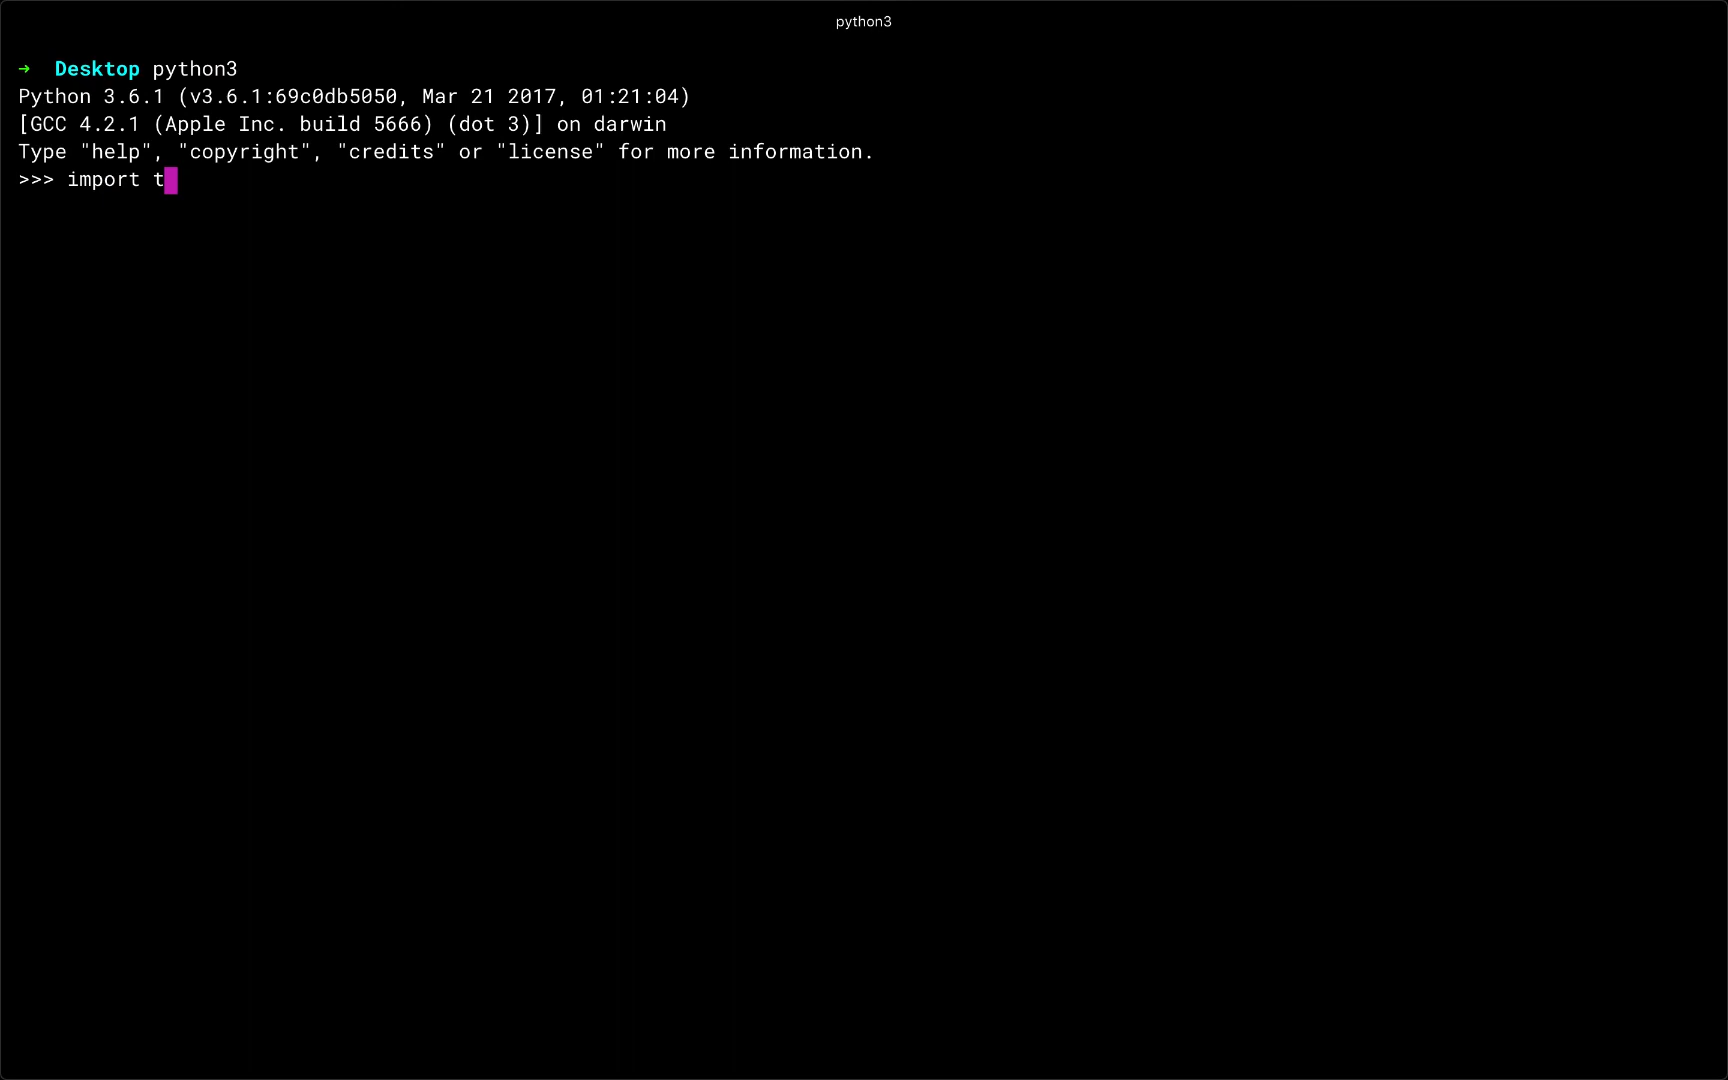 python3
→ Desktop python3
Python 3.6.1 (v3.6.1:69c0db5050, Mar 21 2017, 01:21:04)
[GCC 4.2.1 (Apple Inc. build 5666) (dot 3)] on darwin
Type "help", "copyright", "credits" or "license" for more information.
>>> import t